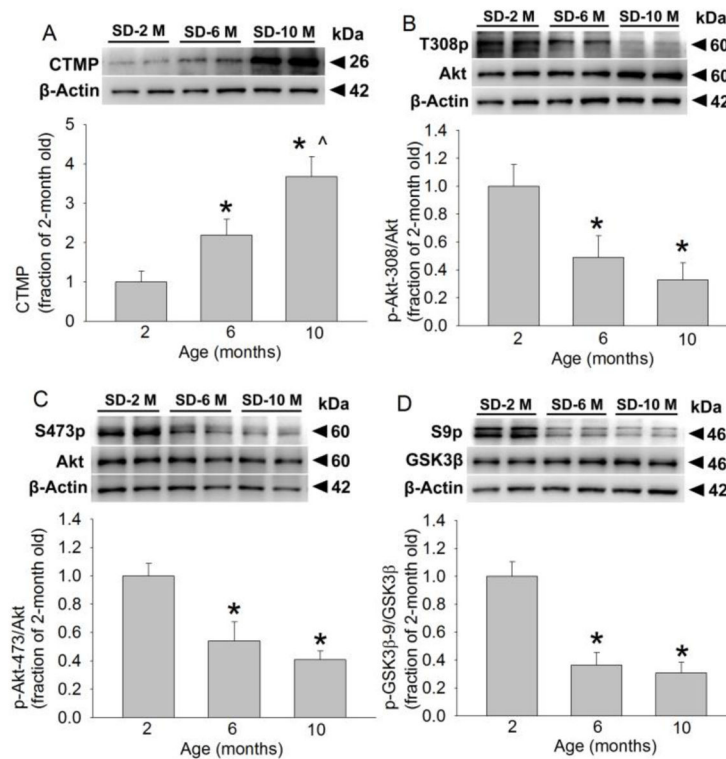 A
SD-2 M SD-6 M SD-10 M kDa
CTMP 26
β-Actin 42
5
4
3
2
1
0
* * ^
CTMP
(fraction of 2-month old)
2 6 10
Age (months)
B
SD-2 M SD-6 M SD-10 M kDa
T308p 60
Akt 60
β-Actin 42
1.4
1.2
1.0
0.8
0.6
0.4
0.2
0.0
* *
p-Akt-308/Akt
(fraction of 2-month old)
2 6 10
Age (months)
C
SD-2 M SD-6 M SD-10 M kDa
S473p 60
Akt 60
β-Actin 42
1.4
1.2
1.0
0.8
0.6
0.4
0.2
0.0
* *
p-Akt-473/Akt
(fraction of 2-month old)
2 6 10
Age (months)
D
SD-2 M SD-6 M SD-10 M kDa
S9p 46
GSK3β 46
β-Actin 42
1.4
1.2
1.0
0.8
0.6
0.4
0.2
0.0
* *
p-GSK3β-9/GSK3β
(fraction of 2-month old)
2 6 10
Age (months)